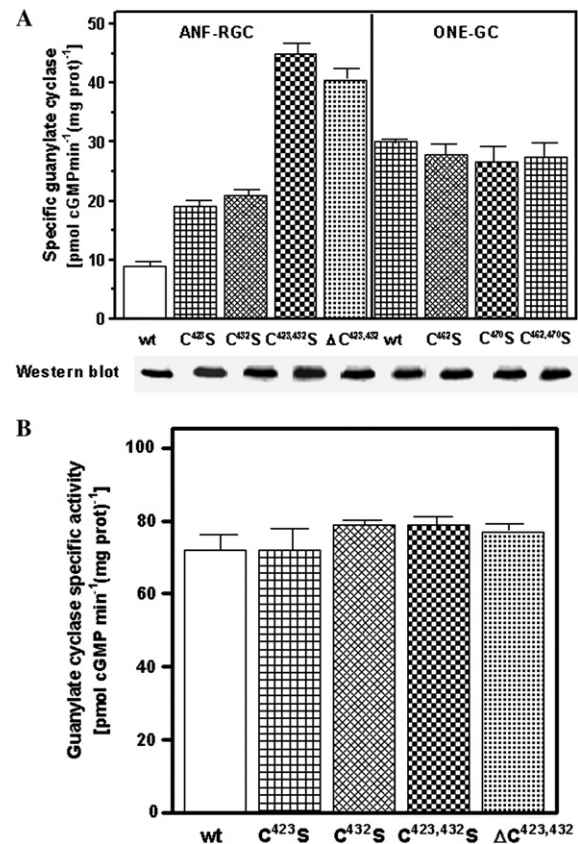 A
ANF-RGC ONE-GC
Specific guanylate cyclase
[pmol cGMPmin⁻¹(mg prot)⁻¹]
50
40
30
20
10
0
wt C⁴²³S C⁴³²S C⁴²³,⁴³²S Δ C⁴²³,⁴³² wt C⁴⁶²S C⁴⁷⁰S C⁴⁶²,⁴⁷⁰S
Western blot
B
Guanylate cyclase specific activity
[pmol cGMP min⁻¹(mg prot)⁻¹]
100
80
60
40
20
0
wt C⁴²³S C⁴³²S C⁴²³,⁴³²S ΔC⁴²³,⁴³²